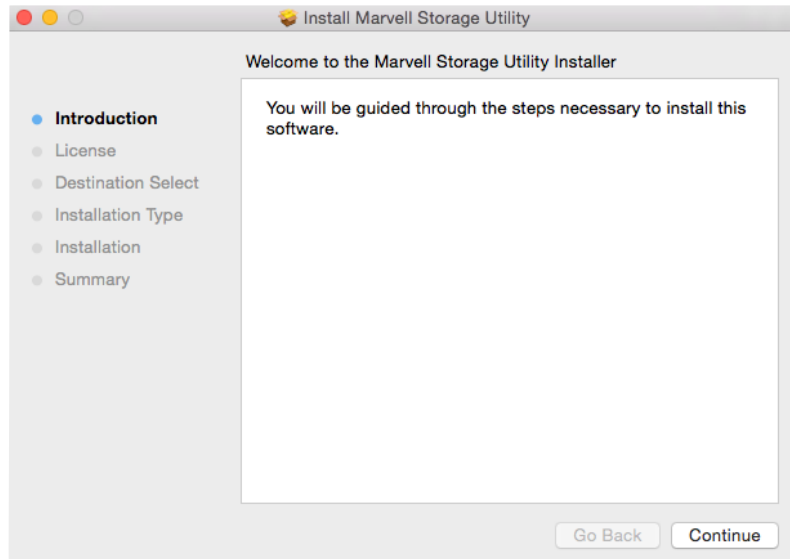 Install Marvell Storage Utility
Welcome to the Marvell Storage Utility Installer
Introduction
License
Destination Select
Installation Type
Installation
Summary
You will be guided through the steps necessary to install this
software.
Go Back
Continue